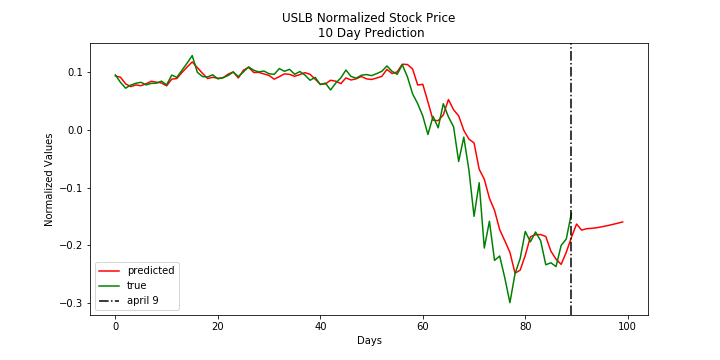 USLB Normalized Stock Price
10 Day Prediction
Normalized Values
0.1
0.0
−0.1
−0.2
−0.3
predicted
true
april 9
0
20
40
60
80
100
Days